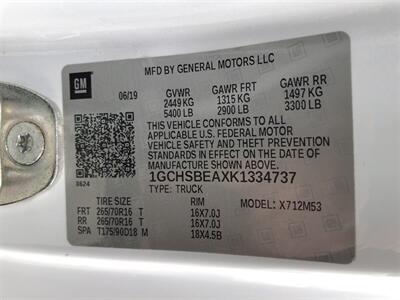 MFD BY GENERAL MOTORS LLC
GM
06/19 GVWR GAWR FRT GAWR RR
2449 KG 1315 KG 1497 KG
5400 LB 2900 LB 3300 LB
THIS VEHICLE CONFORMS TO ALL
APPLICABLE U.S. FEDERAL MOTOR
VEHICLE SAFETY AND THEFT PREVENTION
STANDARDS IN EFFECT ON THE DATE OF
MANUFACTURE SHOWN ABOVE.
8624 1GCHSBEAXK1334737
TYPE: TRUCK
TIRE SIZE RIM MODEL: X712M53
FRT 265/70R16 T 16X7.0J
RR 265/70R16 T 16X7.0J
SPA T175/90D18 M 18X4.5B